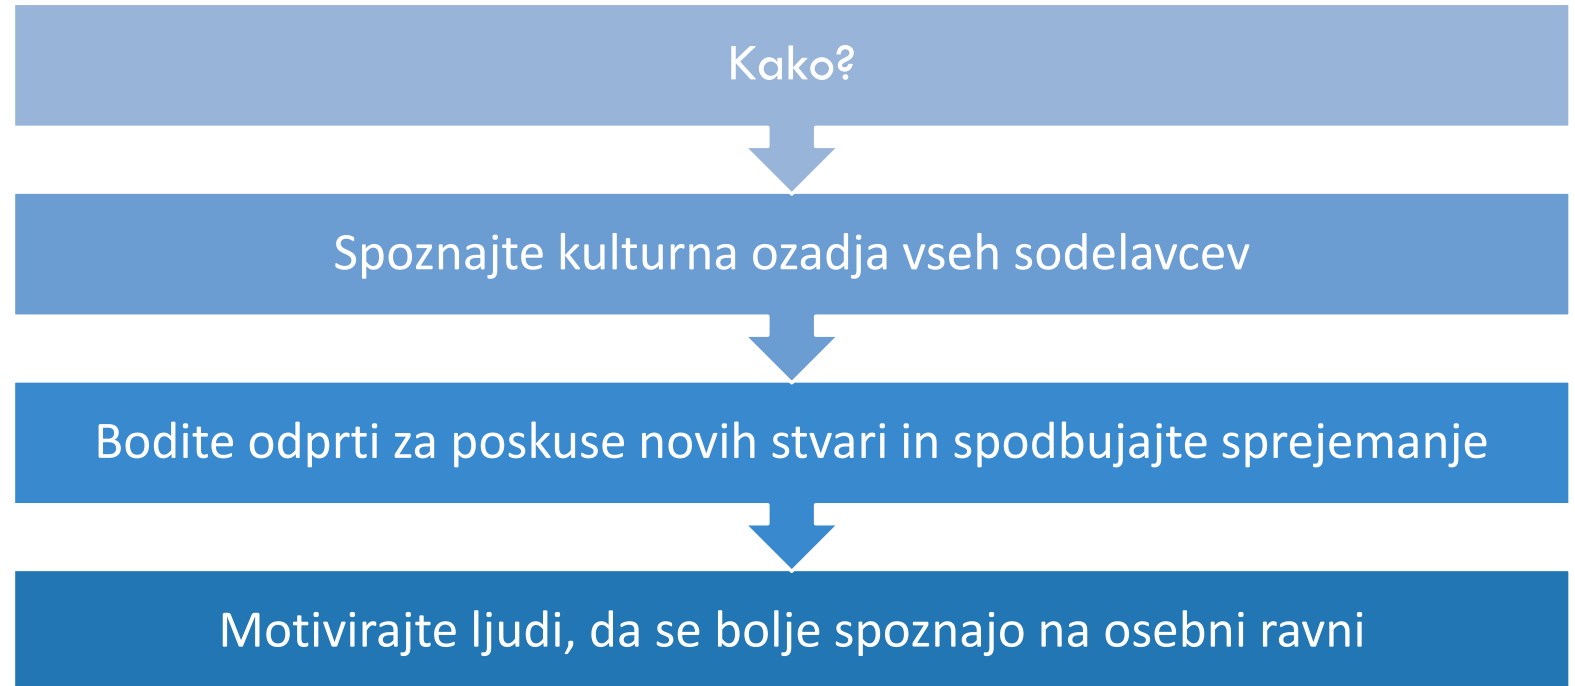 Kako?
Spoznajte kulturna ozadja vseh sodelavcev
Bodite odprti za poskuse novih stvari in spodbujajte sprejemanje
Motivirajte ljudi, da se bolje spoznajo na osebni ravni